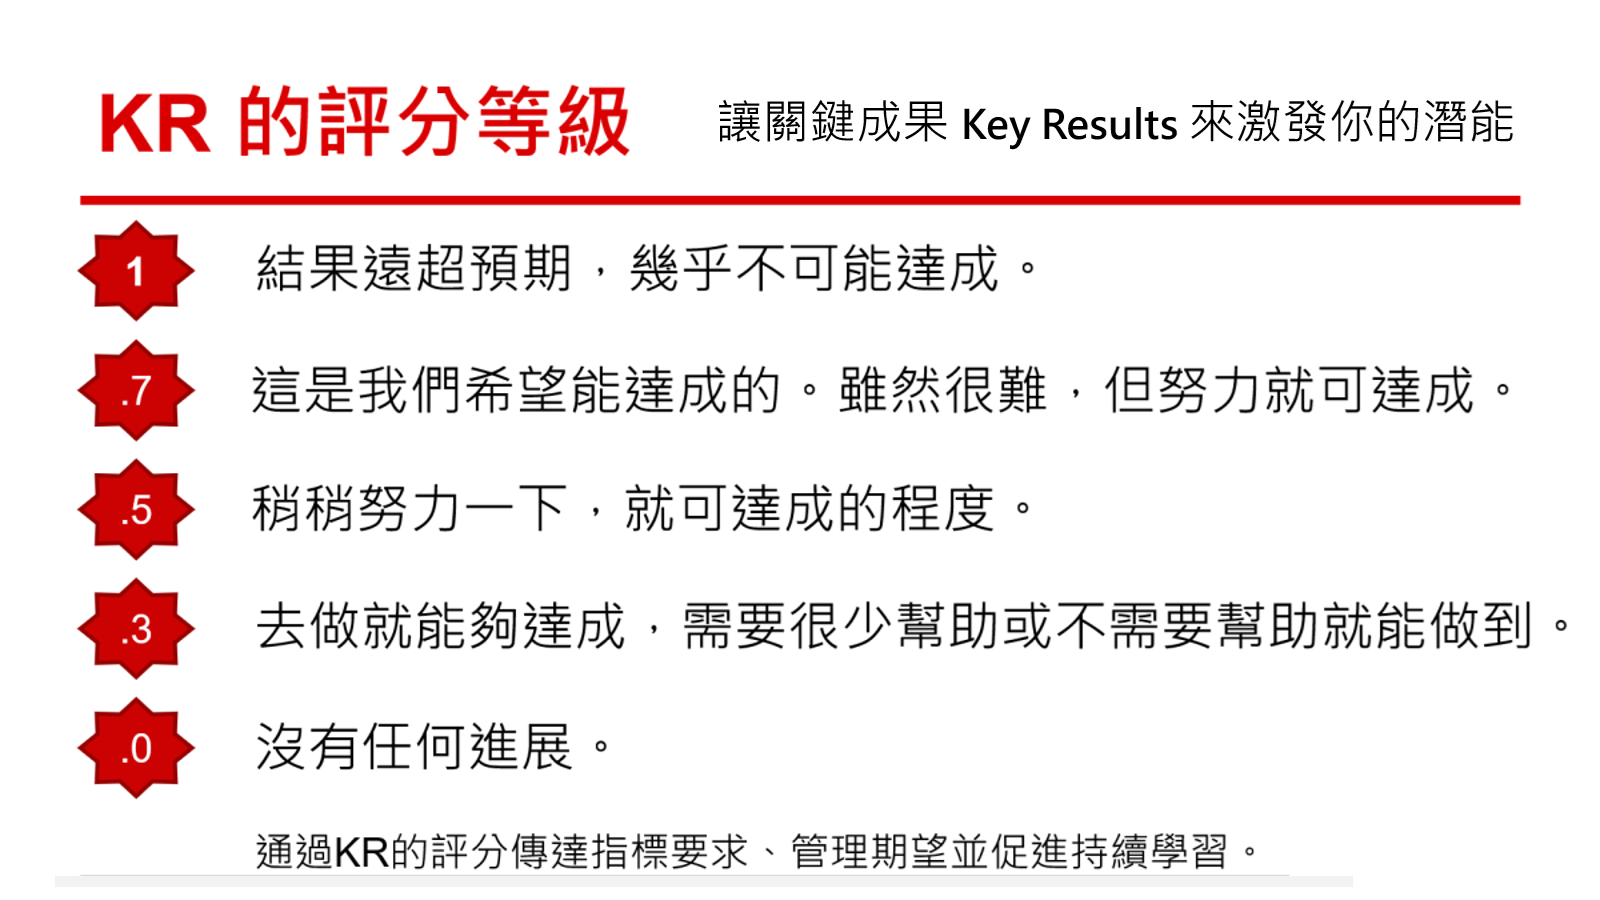 KR 的評分等級
讓關鍵成果 Key Results 來激發你的潛能
1 結果遠超預期，幾乎不可能達成。
.7 這是我們希望能達成的。雖然很難，但努力就可達成。
.5 稍稍努力一下，就可達成的程度。
.3 去做就能夠達成，需要很少幫助或不需要幫助就能做到。
.0 沒有任何進展。
通過KR的評分傳達指標要求、管理期望並促進持續學習。